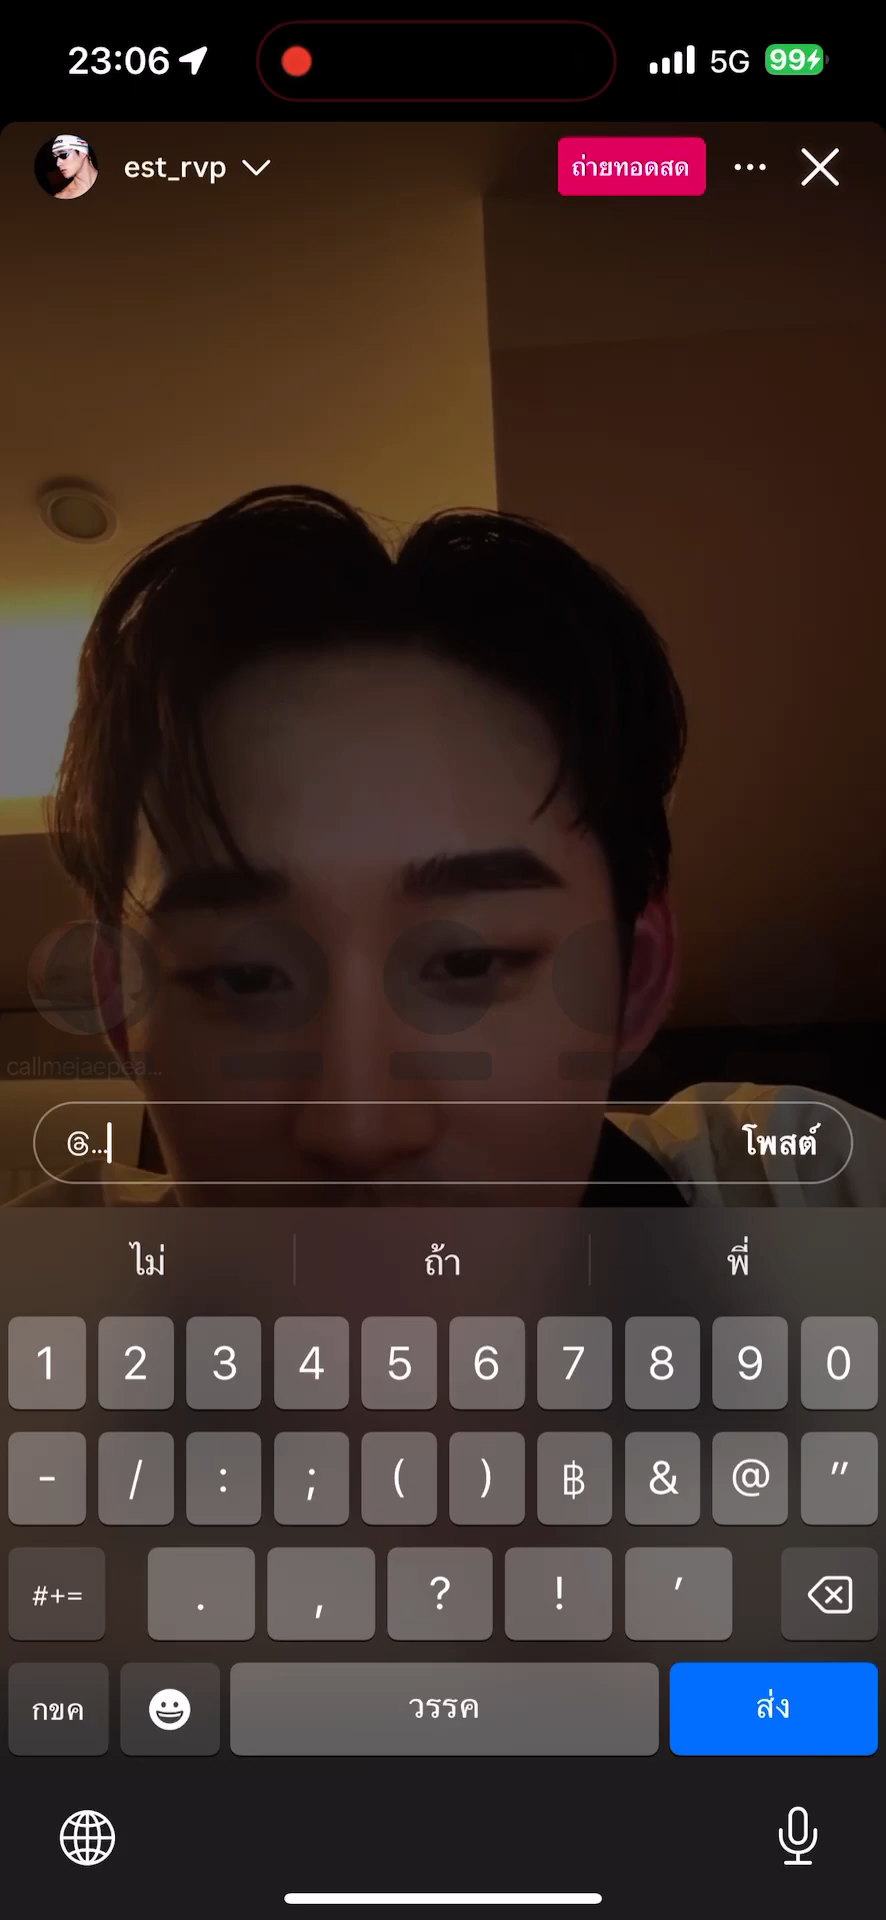 23:06 5G 99
est_rvp ถ่ายทอดสด
callmejaepea...
@... โพสต์
ไม่ ถ้า พี่
1 2 3 4 5 6 7 8 9 0
- / : ; ( ) ฿ & @ "
#+= . , ? ! '
กขค วรรค ส่ง